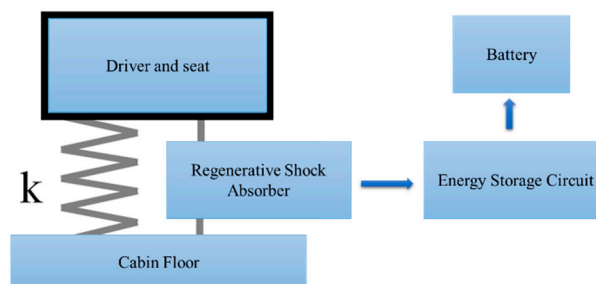 Driver and seat
Battery
k
Regenerative Shock
Absorber
Energy Storage Circuit
Cabin Floor